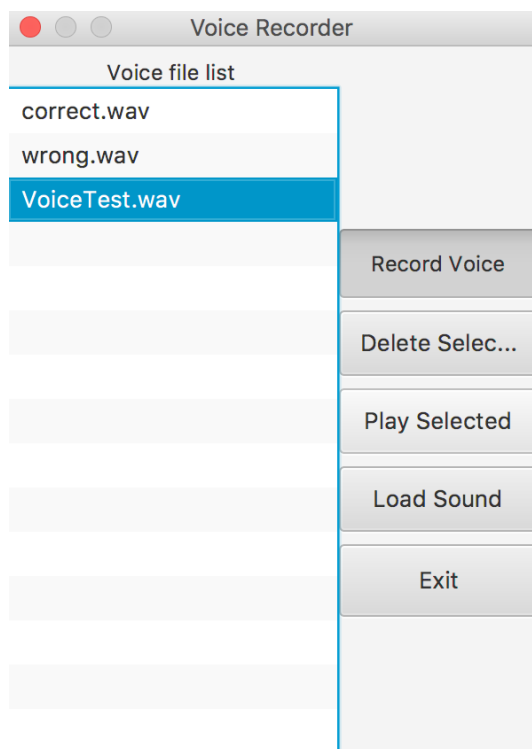 Voice Recorder
Voice file list
correct.wav
wrong.wav
VoiceTest.wav
Record Voice
Delete Selec...
Play Selected
Load Sound
Exit